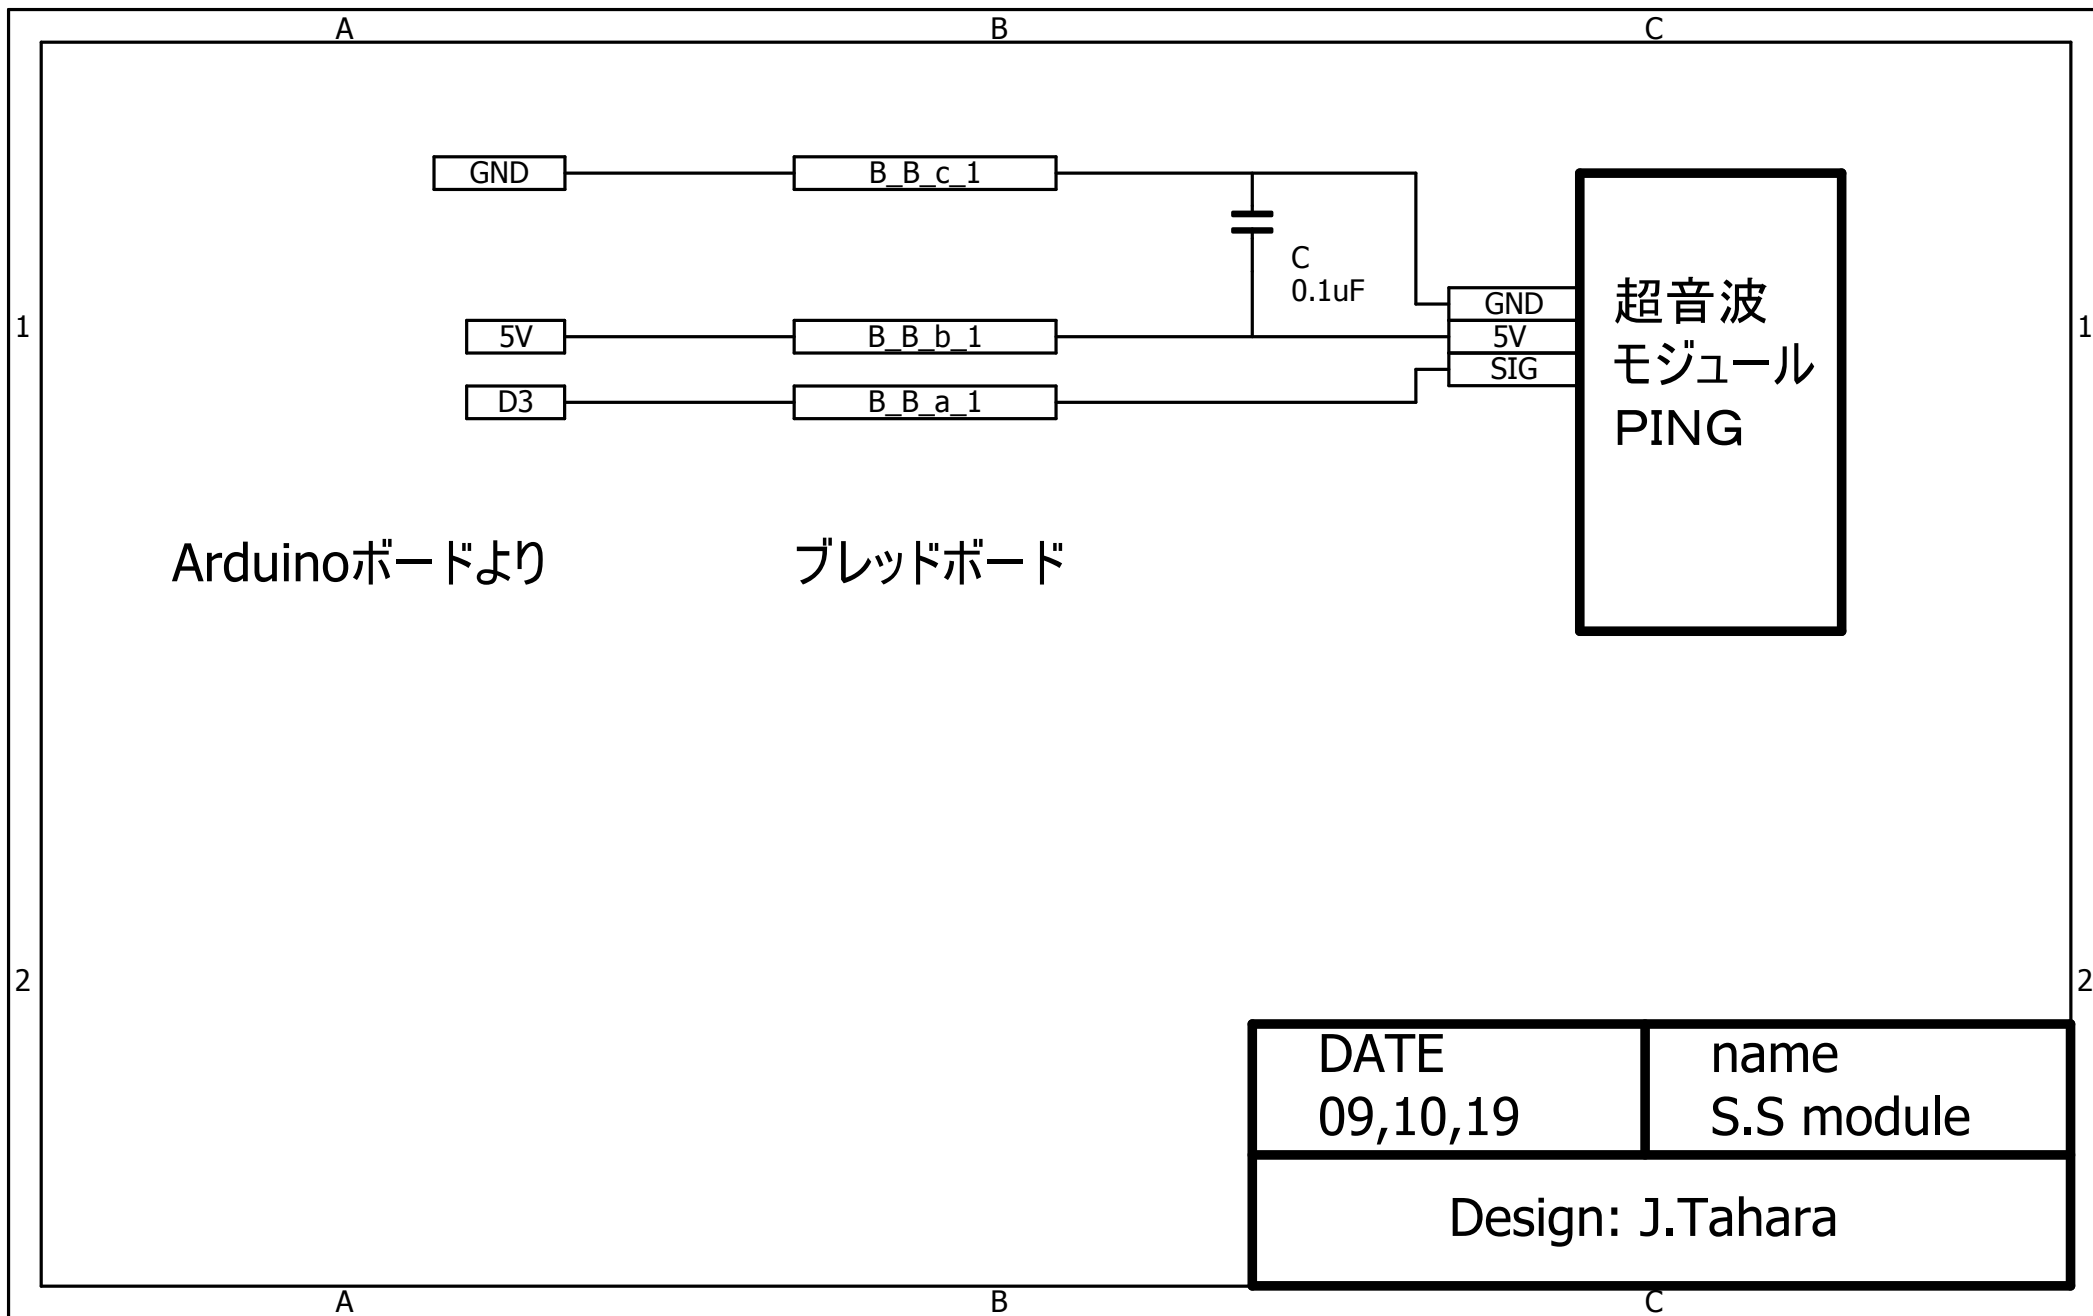 A B C
GND B_B_c_1
C
0.1uF
GND
1 5V B_B_b_1 5V 1
SIG
D3 B_B_a_1
超音波
モジュール
PING
Arduinoボードより ブレッドボード
2 2
DATE
09,10,19
name
S.S module
Design: J.Tahara
A B C